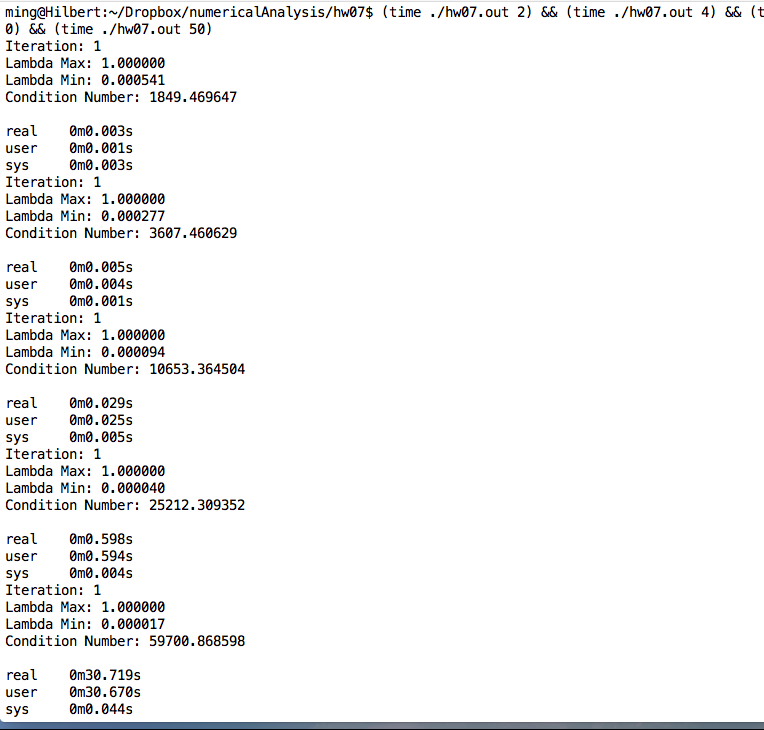 ming@Hilbert:~/Dropbox/numericalAnalysis/hw07$ (time ./hw07.out 2) && (time ./hw07.out 4) && (t
0) && (time ./hw07.out 50)
Iteration: 1
Lambda Max: 1.000000
Lambda Min: 0.000541
Condition Number: 1849.469647
real 0m0.003s
user 0m0.001s
sys 0m0.003s
Iteration: 1
Lambda Max: 1.000000
Lambda Min: 0.000277
Condition Number: 3607.460629
real 0m0.005s
user 0m0.004s
sys 0m0.001s
Iteration: 1
Lambda Max: 1.000000
Lambda Min: 0.000094
Condition Number: 10653.364504
real 0m0.029s
user 0m0.025s
sys 0m0.005s
Iteration: 1
Lambda Max: 1.000000
Lambda Min: 0.000040
Condition Number: 25212.309352
real 0m0.598s
user 0m0.594s
sys 0m0.004s
Iteration: 1
Lambda Max: 1.000000
Lambda Min: 0.000017
Condition Number: 59700.868598
real 0m30.719s
user 0m30.670s
sys 0m0.044s